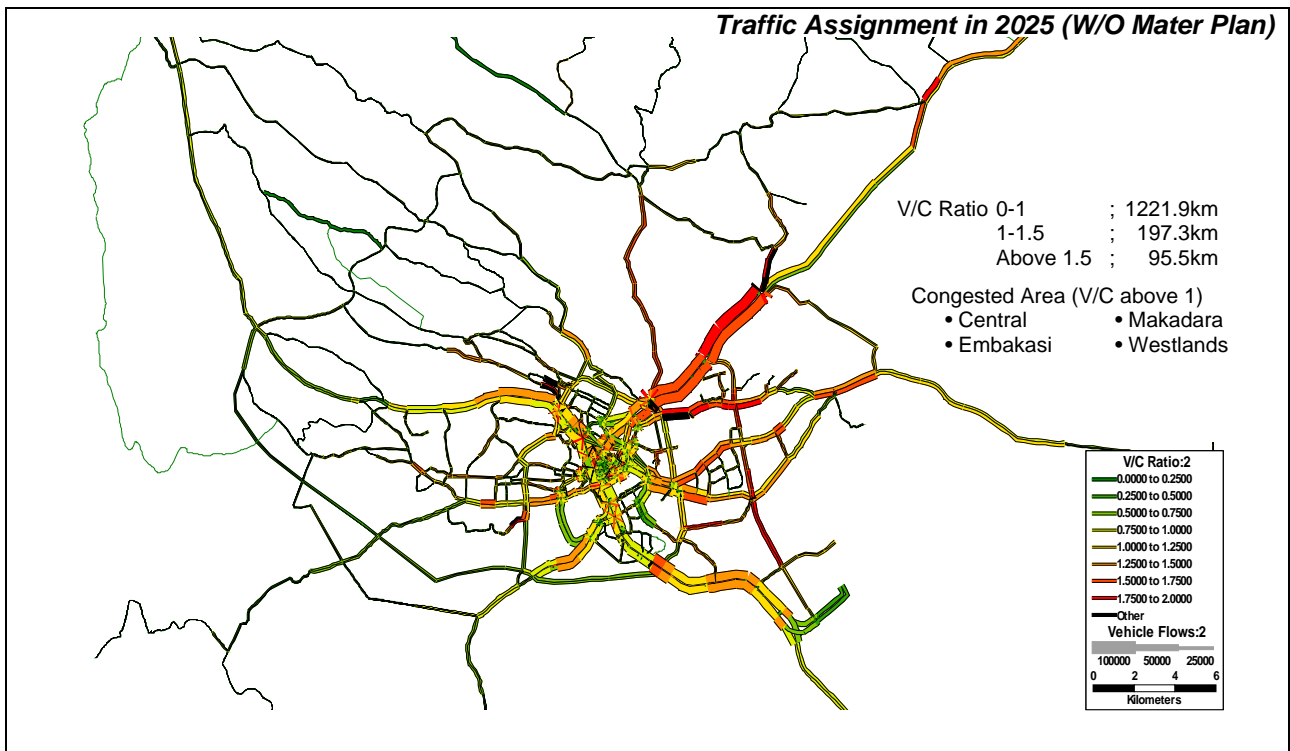 Traffic Assignment in 2025 (W/O Mater Plan)
V/C Ratio 0-1 ; 1221.9km
1-1.5 ; 197.3km
Above 1.5 ; 95.5km
Congested Area (V/C above 1)
• Central • Makadara
• Embakasi • Westlands
V/C Ratio:2
0.0000 to 0.2500
0.2500 to 0.5000
0.5000 to 0.7500
0.7500 to 1.0000
1.0000 to 1.2500
1.2500 to 1.5000
1.5000 to 1.7500
1.7500 to 2.0000
Other
Vehicle Flows:2
100000 50000 25000
0 2 4 6
Kilometers